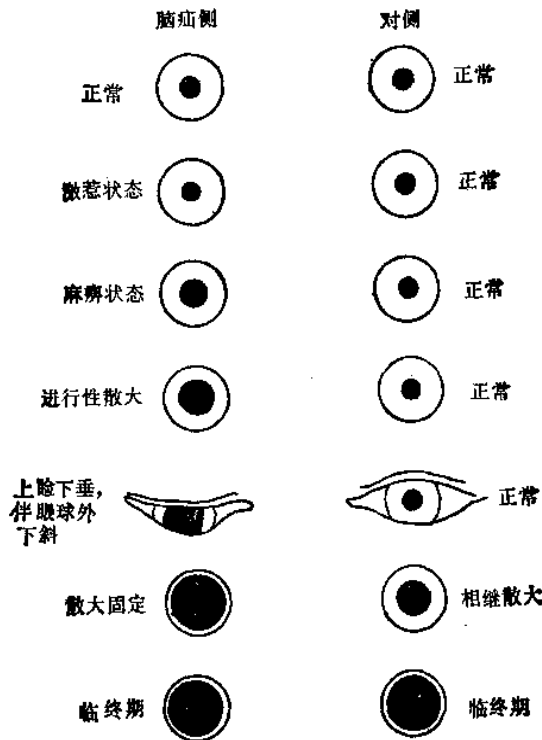 脑疝侧 对侧
正常 正常
激惹状态 正常
麻痹状态 正常
进行性散大 正常
上睑下垂，
伴眼球外
下斜
正常
散大固定 相继散大
临终期 临终期